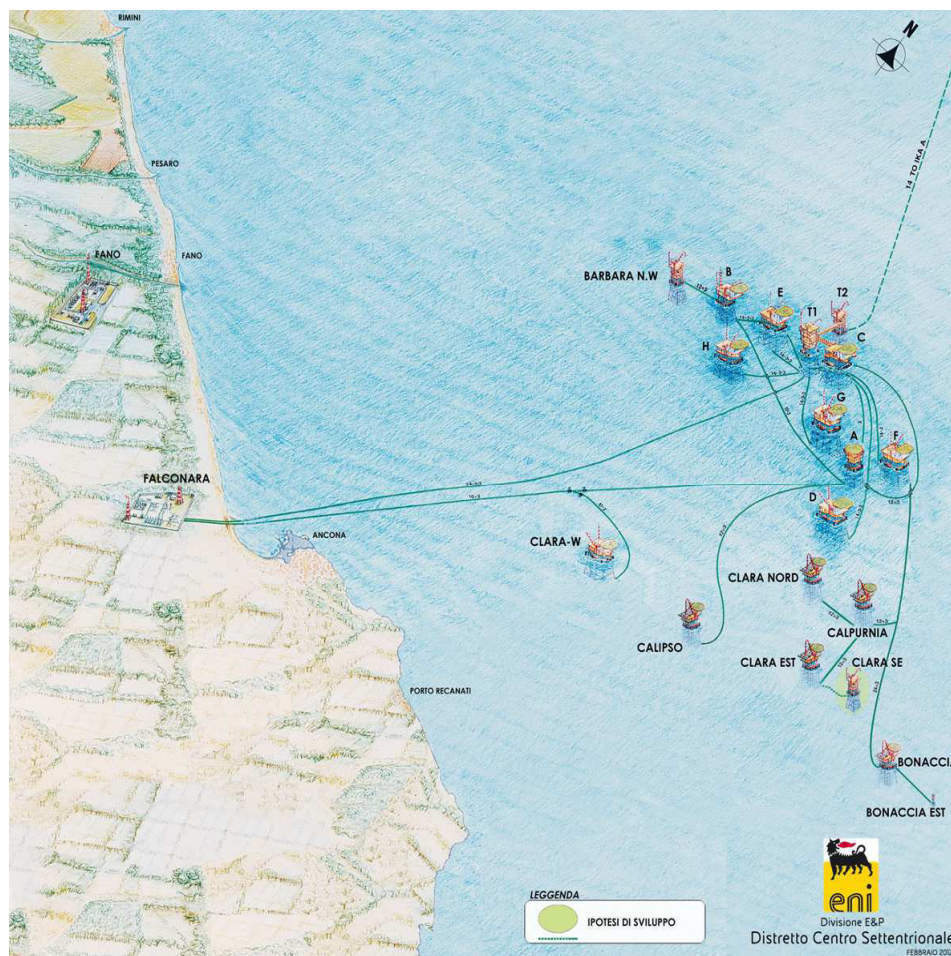 RIMINI
N
PESARO
14 TO IKA A
FANO
FANO
BARBARA N.W
B
E
T2
T1
C
H
G
A
F
FALCONARA
D
ANCONA
CLARA-W
CLARA NORD
CALPURNIA
CALIPSO
CLARA EST
CLARA SE
PORTO RECANATI
BONACCIA
BONACCIA EST
LEGGENDA
IPOTESI DI SVILUPPO
eni
Divisione E&P
Distretto Centro Settentrionale